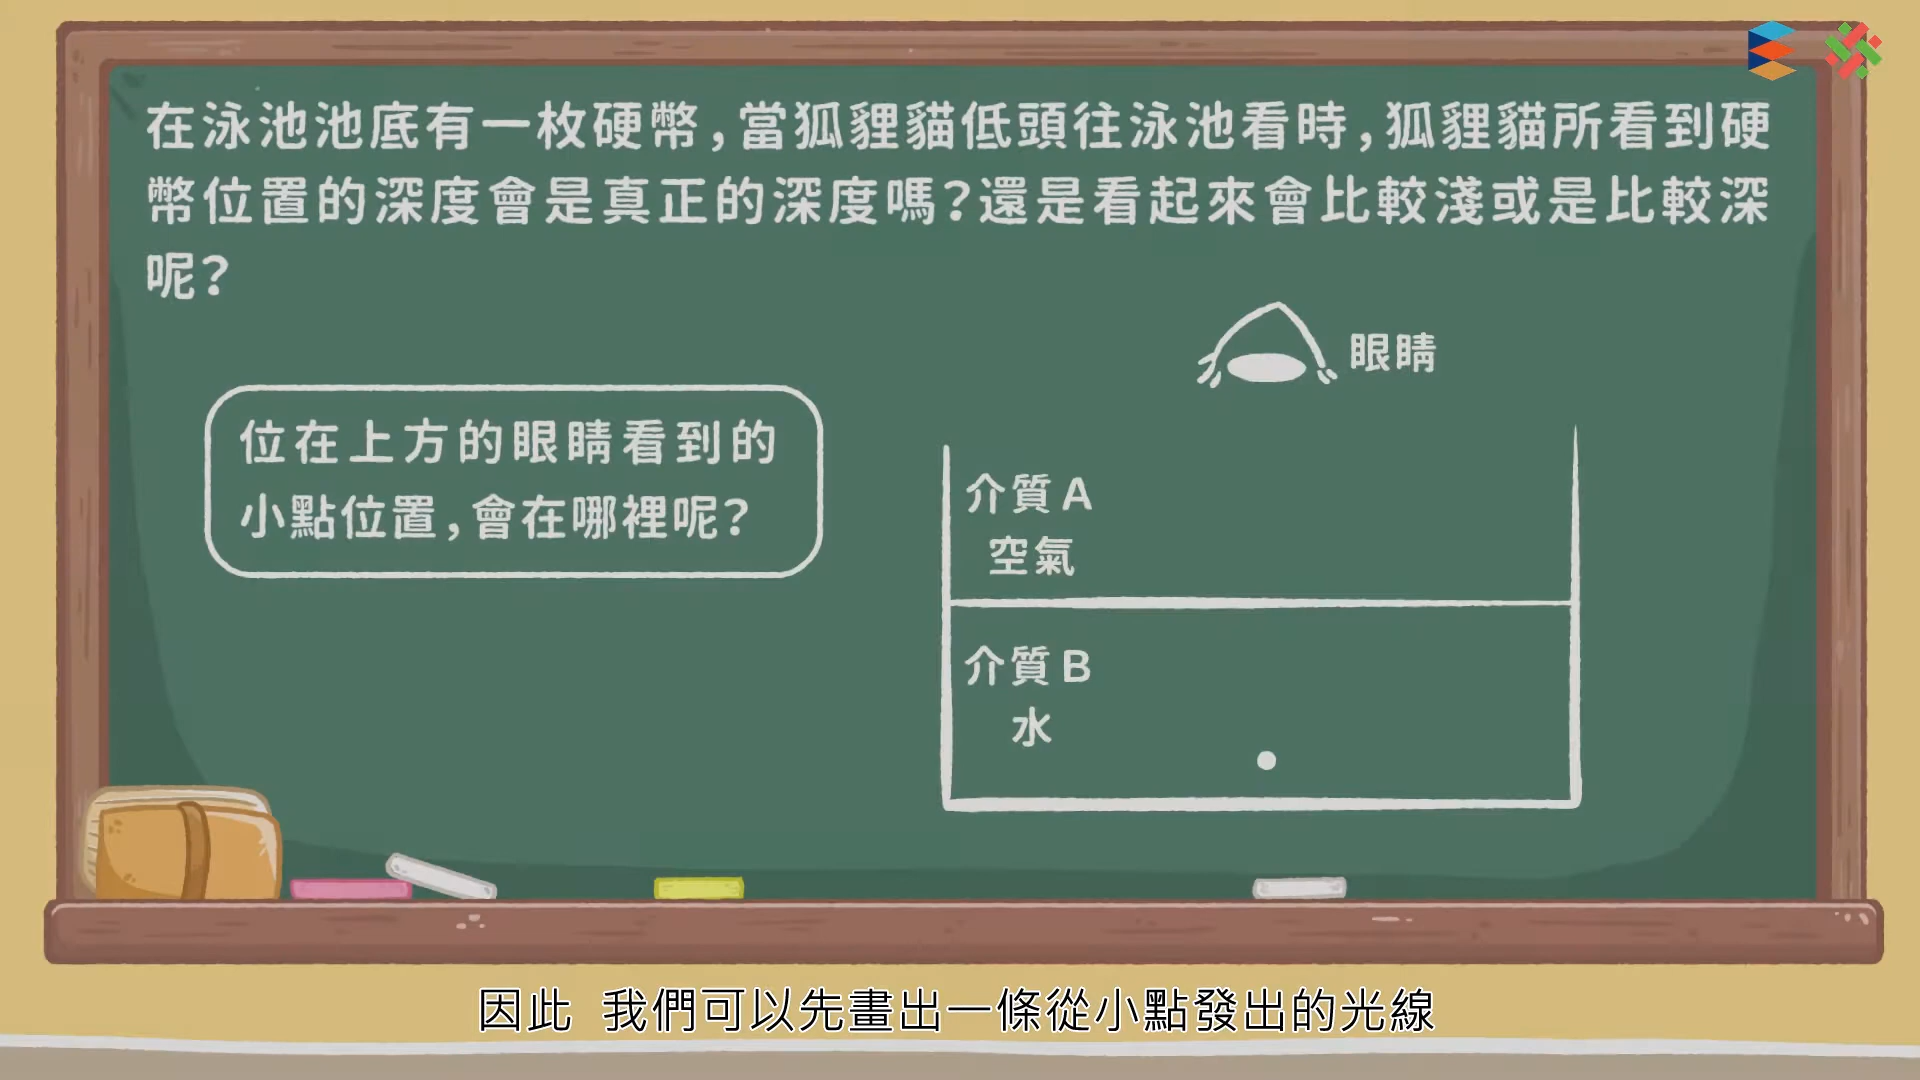 在泳池池底有一枚硬幣,當狐貍貓低頭往泳池看時,狐貍貓所看到硬
幣位置的深度會是真正的深度嗎?還是看起來會比較淺或是比較深
呢?
眼睛
位在上方的眼睛看到的
小點位置,會在哪裡呢?
介質A
空氣
介質B
水
因此 我們可以先畫出一條從小點發出的光線